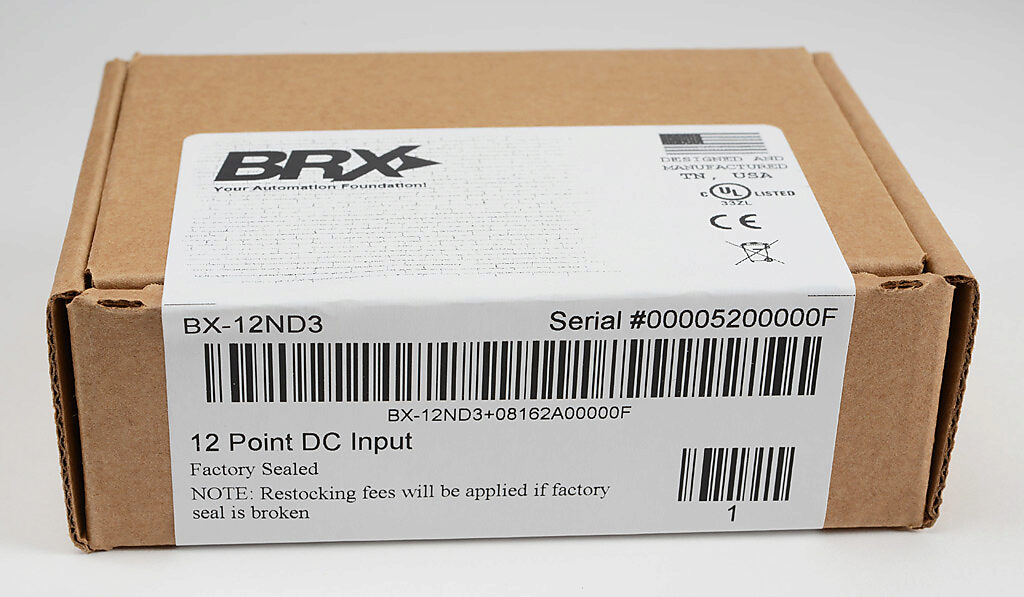 BRX
Your Automation Foundation!
DESIGNED AND
MANUFACTURED
TN, USA
C UL LISTED
33ZL
CE
BX-12ND3
Serial #00005200000F
BX-12ND3+08162A00000F
12 Point DC Input
Factory Sealed
NOTE: Restocking fees will be applied if factory
seal is broken
1